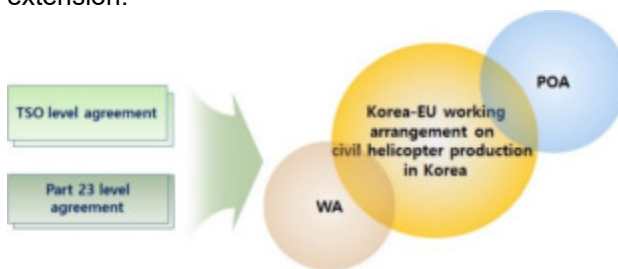 extension.
TSO level agreement
Part 23 level
agreement
Korea-EU working
arrangement on
civil helicopter production
in Korea
POA
WA